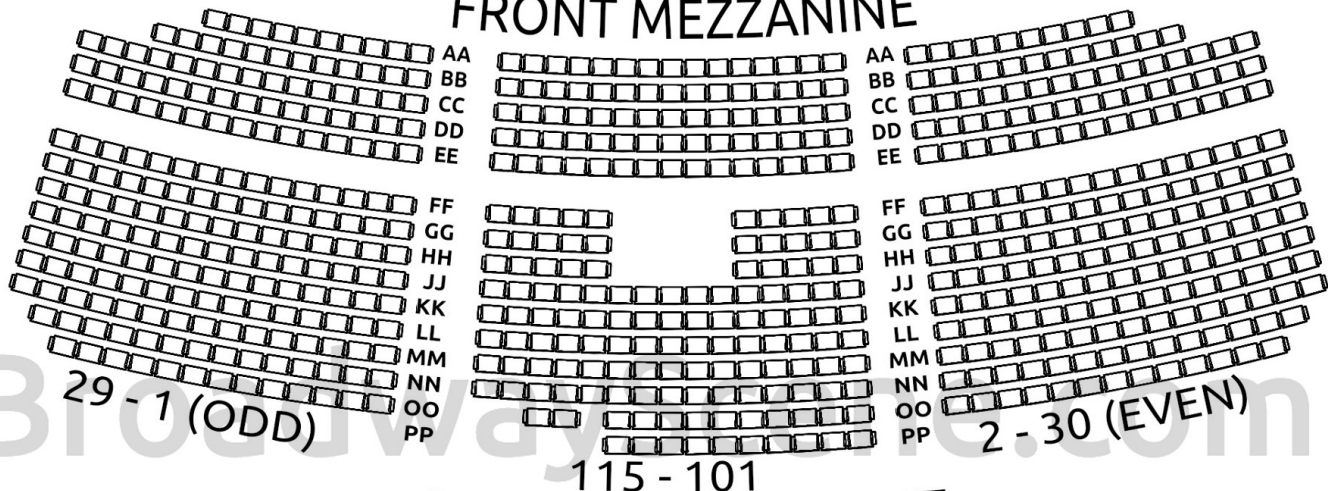 FRONT MEZZANINE
AA AA
BB BB
CC CC
DD DD
EE EE
FF FF
GG GG
HH HH
JJ JJ
KK KK
LL LL
MM MM
NN NN
OO OO
PP PP
29 - 1 (ODD) 2 - 30 (EVEN)
BroadwayScene.com
115 - 101